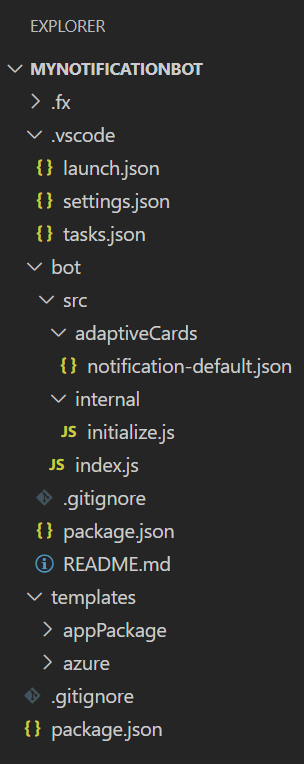 EXPLORER
MYNOTIFICATIONBOT
.fx
.vscode
{} launch.json
{} settings.json
{} tasks.json
bot
src
adaptiveCards
{} notification-default.json
internal
JS initialize.js
JS index.js
.gitignore
{} package.json
README.md
templates
appPackage
azure
.gitignore
{} package.json